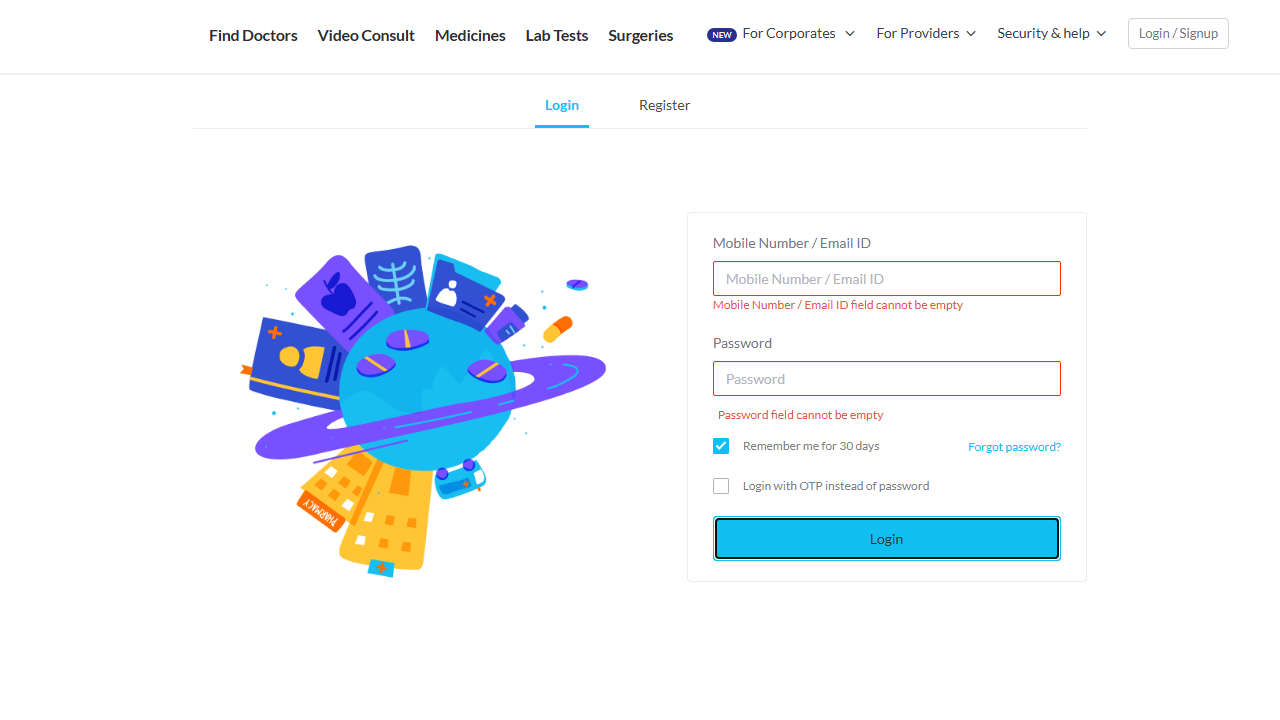 Find Doctors Video Consult Medicines Lab Tests Surgeries NEW For Corporates For Providers Security & help Login / Signup
Login Register
Mobile Number / Email ID
Mobile Number / Email ID
Mobile Number / Email ID field cannot be empty
Password
Password
Password field cannot be empty
Remember me for 30 days Forgot password?
Login with OTP instead of password
Login
PHARMACY